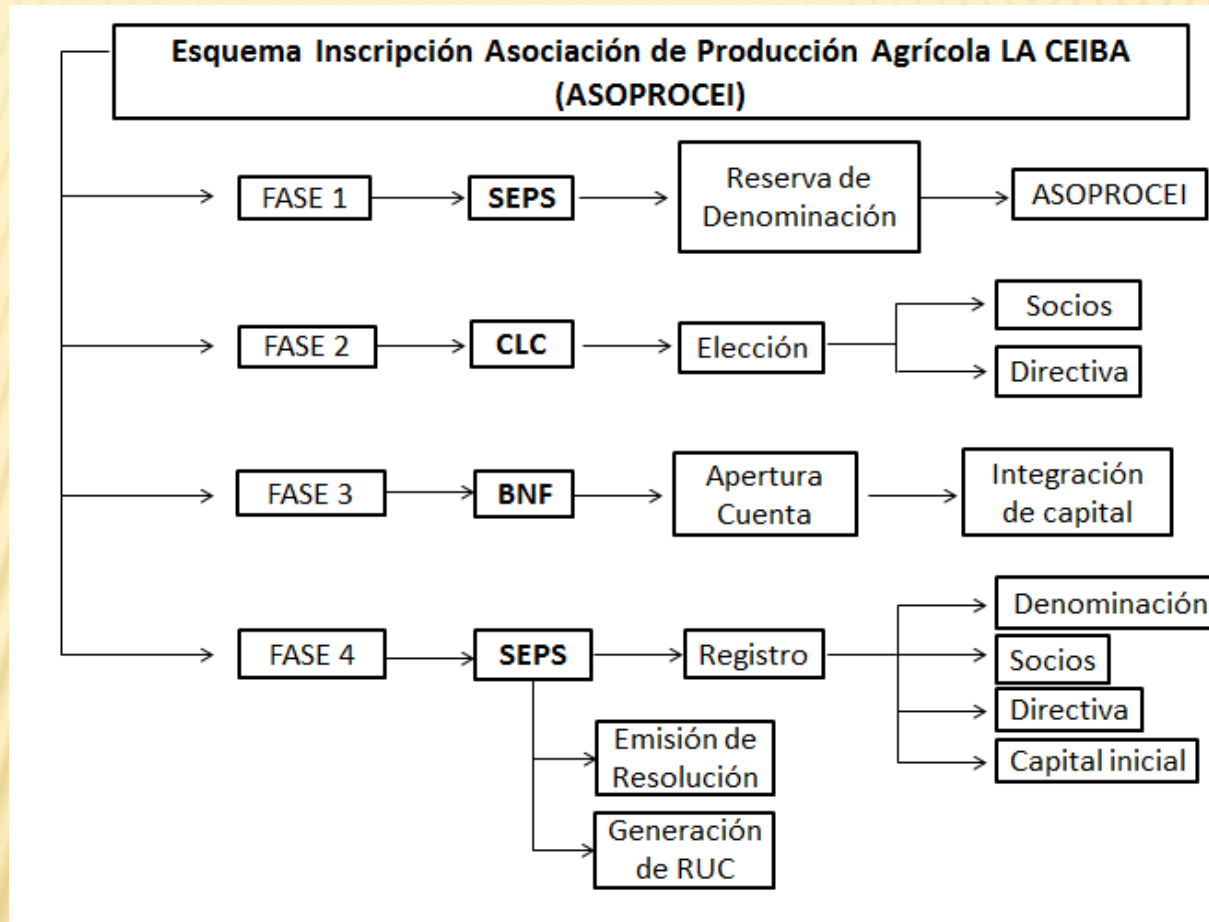 Esquema Inscripción Asociación de Producción Agrícola LA CEIBA
(ASOPROCEI)
FASE 1
SEPS
Reserva de
Denominación
ASOPROCEI
FASE 2
CLC
Elección
Socios
Directiva
FASE 3
BNF
Apertura
Cuenta
Integración
de capital
FASE 4
SEPS
Registro
Denominación
Socios
Directiva
Capital inicial
Emisión de
Resolución
Generación
de RUC